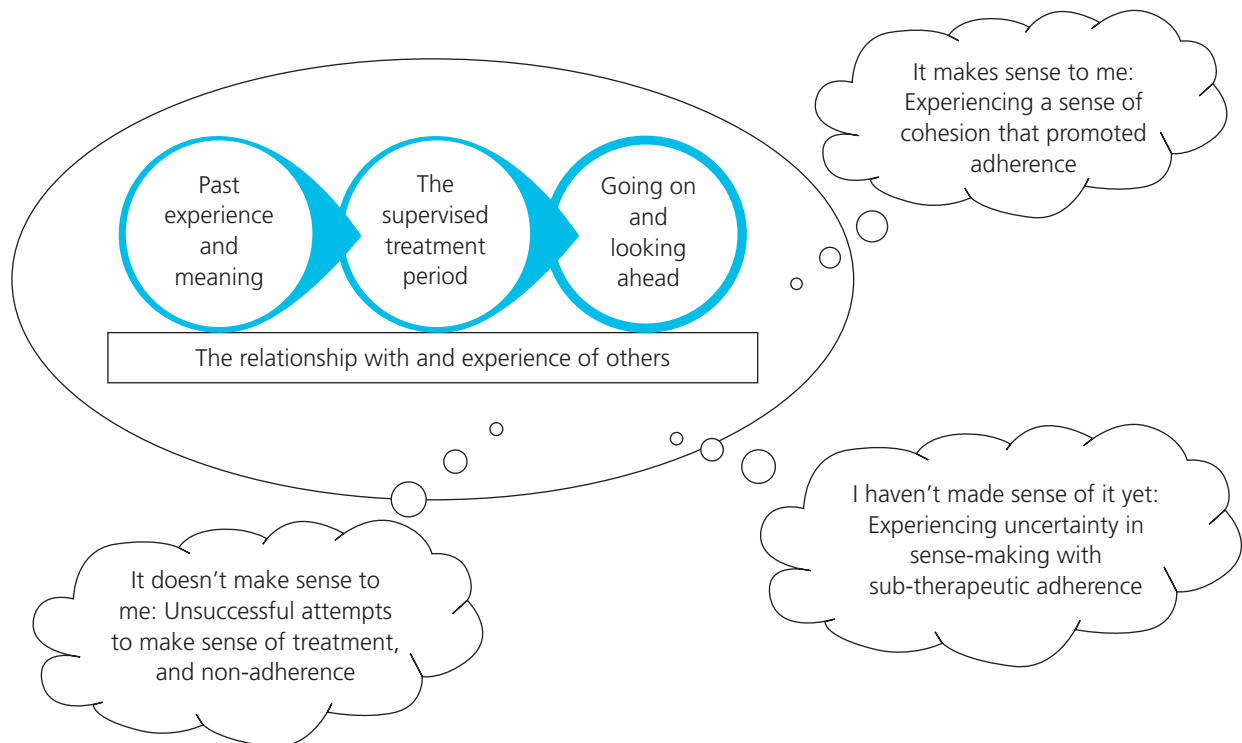 It makes sense to me:
Experiencing a sense of
cohesion that promoted
adherence
Past
experience
and
meaning
The
supervised
treatment
period
Going on
and
looking
ahead
The relationship with and experience of others
I haven’t made sense of it yet:
Experiencing uncertainty in
sense-making with
sub-therapeutic adherence
It doesn’t make sense to
me: Unsuccessful attempts
to make sense of treatment,
and non-adherence